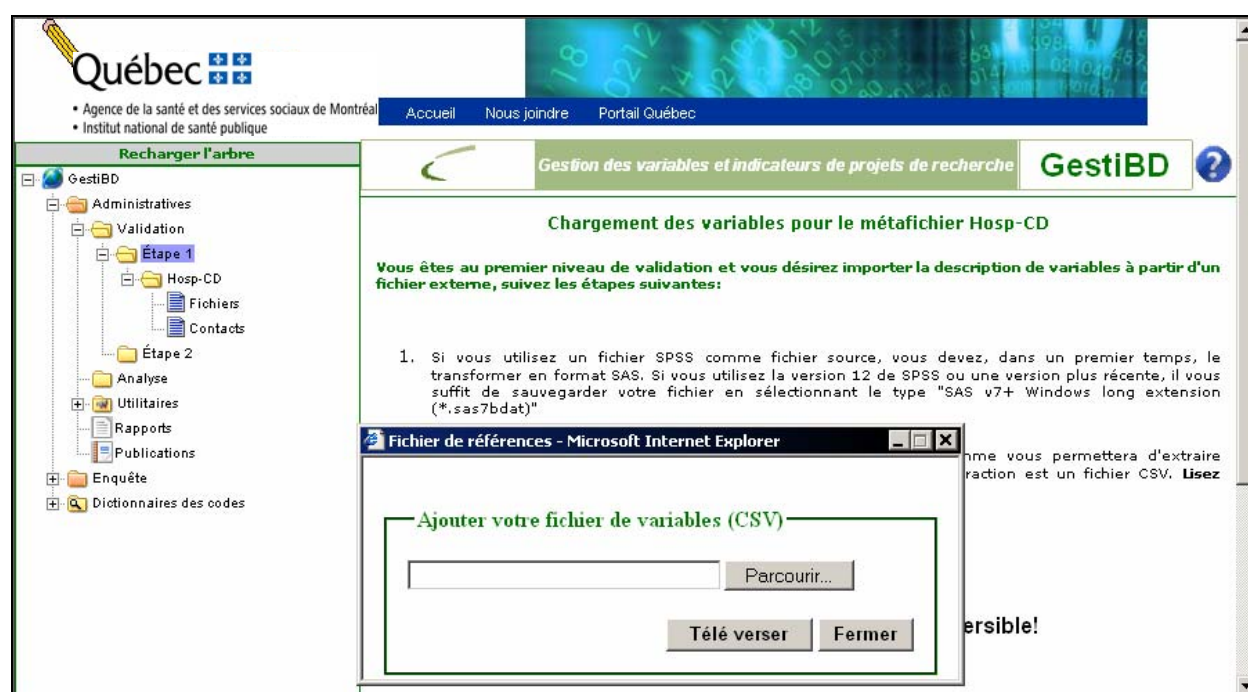 Québec
• Agence de la santé et des services sociaux de Montréal
• Institut national de santé publique
Accueil Nous joindre Portail Québec
Recharger l'arbre
GestiBD
Administratives
Validation
Étape 1
Hosp-CD
Fichiers
Contacts
Étape 2
Analyse
Utilitaires
Rapports
Publications
Enquête
Dictionnaires des codes
Gestion des variables et indicateurs de projets de recherche GestiBD ?
Chargement des variables pour le métafichier Hosp-CD
Vous êtes au premier niveau de validation et vous désirez importer la description de variables à partir d'un
fichier externe, suivez les étapes suivantes:
1. Si vous utilisez un fichier SPSS comme fichier source, vous devez, dans un premier temps, le
transformer en format SAS. Si vous utilisez la version 12 de SPSS ou une version plus récente, il vous
suffit de sauvegarder votre fichier en sélectionnant le type "SAS v7+ Windows long extension
(*.sas7bdat)"
mme vous permettera d'extraire
raction est un fichier CSV. Lisez
ersible!
Fichier de références - Microsoft Internet Explorer
Ajouter votre fichier de variables (CSV)
Parcourir...
Télé verser Fermer